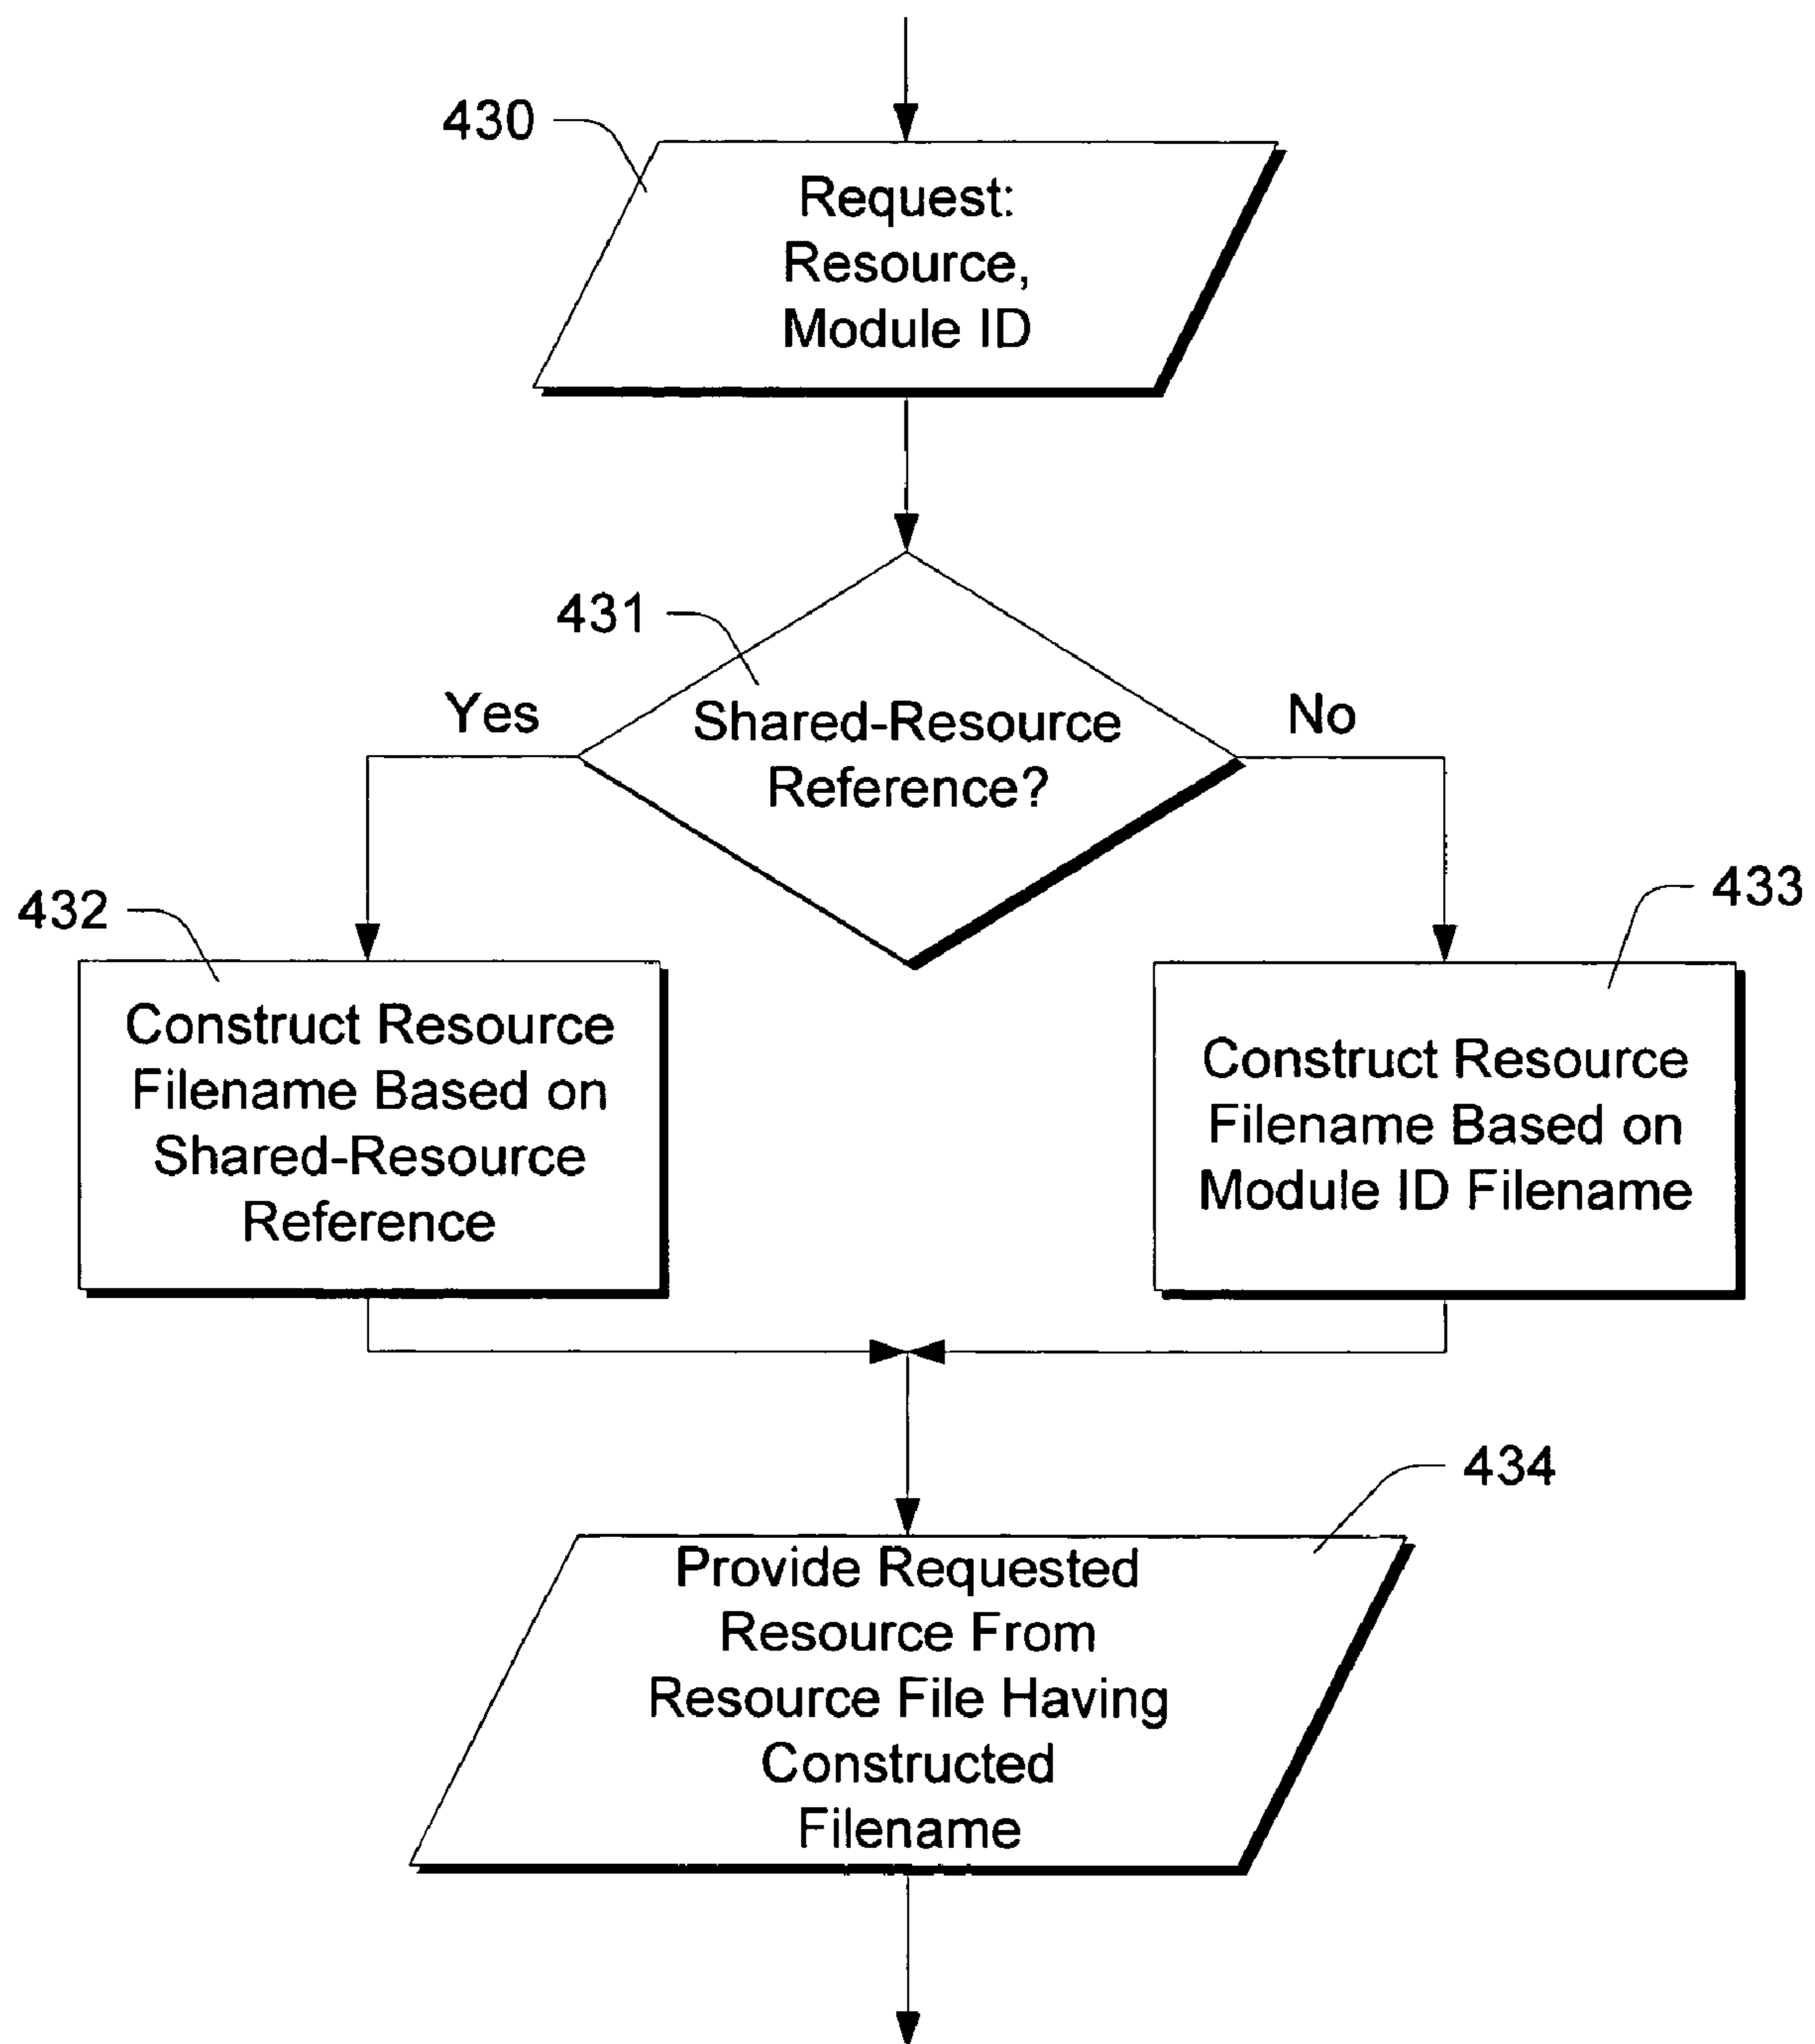 430
Request:
Resource,
Module ID
431
Yes
Shared-Resource
Reference?
No
432
433
Construct Resource
Filename Based on
Shared-Resource
Reference
Construct Resource
Filename Based on
Module ID Filename
434
Provide Requested
Resource From
Resource File Having
Constructed
Filename